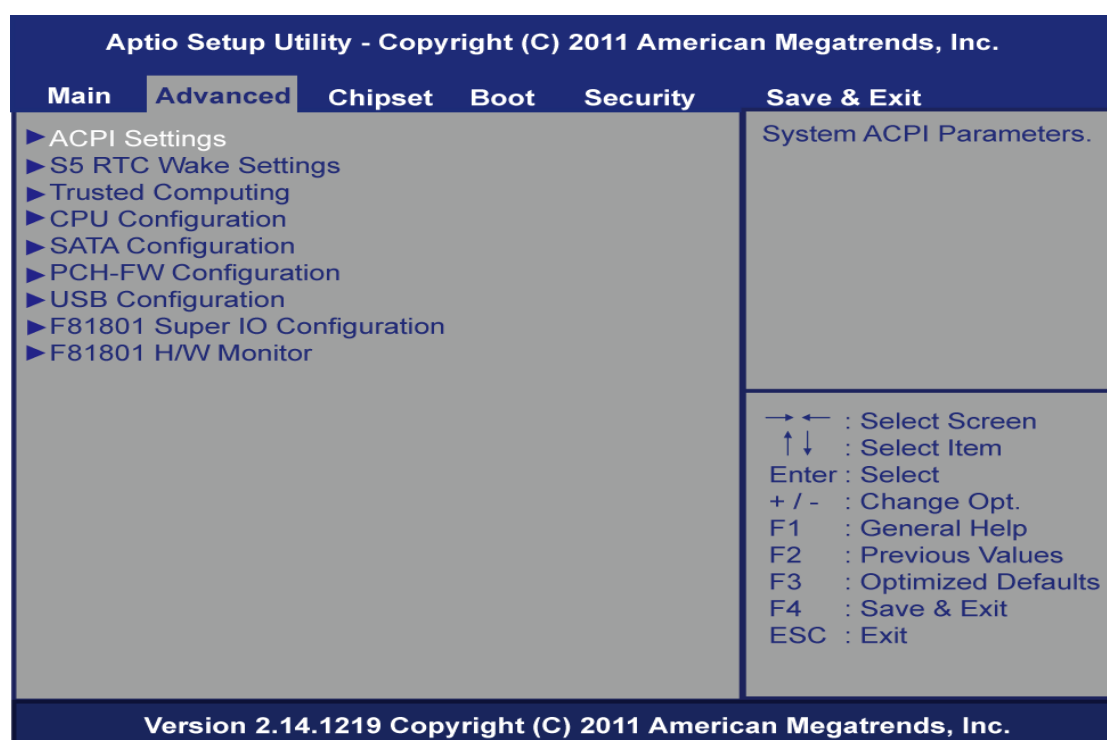 Aptio Setup Utility - Copyright (C) 2011 American Megatrends, Inc.
Main Advanced Chipset Boot Security Save & Exit
►ACPI Settings
►S5 RTC Wake Settings
►Trusted Computing
►CPU Configuration
►SATA Configuration
►PCH-FW Configuration
►USB Configuration
►F81801 Super IO Configuration
►F81801 H/W Monitor
System ACPI Parameters.
→ ← : Select Screen
↑ ↓ : Select Item
Enter : Select
+ / - : Change Opt.
F1 : General Help
F2 : Previous Values
F3 : Optimized Defaults
F4 : Save & Exit
ESC : Exit
Version 2.14.1219 Copyright (C) 2011 American Megatrends, Inc.